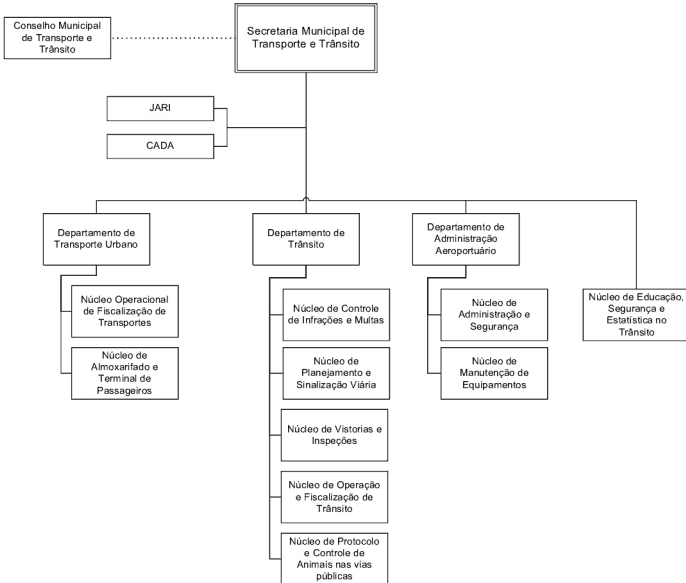 Conselho Municipal
de Transporte e
Trânsito
Secretaria Municipal de
Transporte e Trânsito
JARI
CADA
Departamento de
Transporte Urbano
Departamento de
Trânsito
Departamento de
Administração
Aeroportuário
Núcleo Operacional
de Fiscalização de
Transportes
Núcleo de
Almoxarifado e
Terminal de
Passageiros
Núcleo de Controle
de Infrações e Multas
Núcleo de
Planejamento e
Sinalização Viária
Núcleo de Vistorias e
Inspeções
Núcleo de Operação
e Fiscalização de
Trânsito
Núcleo de Protocolo
e Controle de
Animais nas vias
públicas
Núcleo de
Administração e
Segurança
Núcleo de
Manutenção de
Equipamentos
Núcleo de Educação,
Segurança e
Estatística no
Trânsito